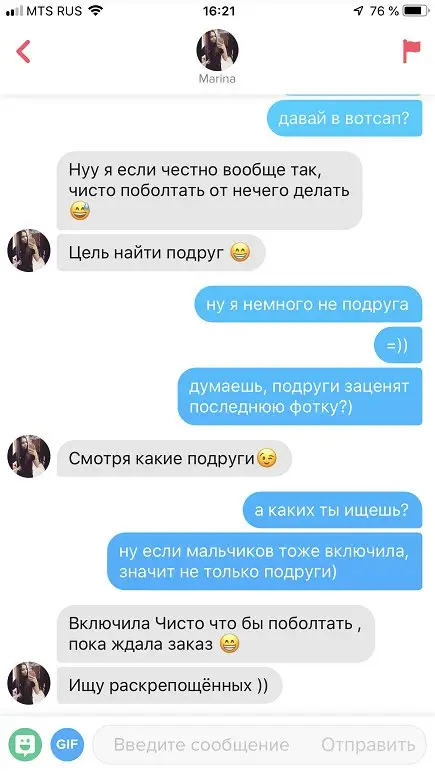 MTS RUS 16:21 76 %
Marina
давай в вотсап?
Нуу я если честно вообще так,
чисто поболтать от нечего делать
😅
Цель найти подруг 😁
ну я немного не подруга
=))
думаешь, подруги заценят
последнюю фотку?)
Смотря какие подруги😉
а каких ты ищешь?
ну если мальчиков тоже включила,
значит не только подруги)
Включила Чисто что бы поболтать ,
пока ждала заказ 😁
Ищу раскрепощённых ))
GIF Введите сообщение Отправить